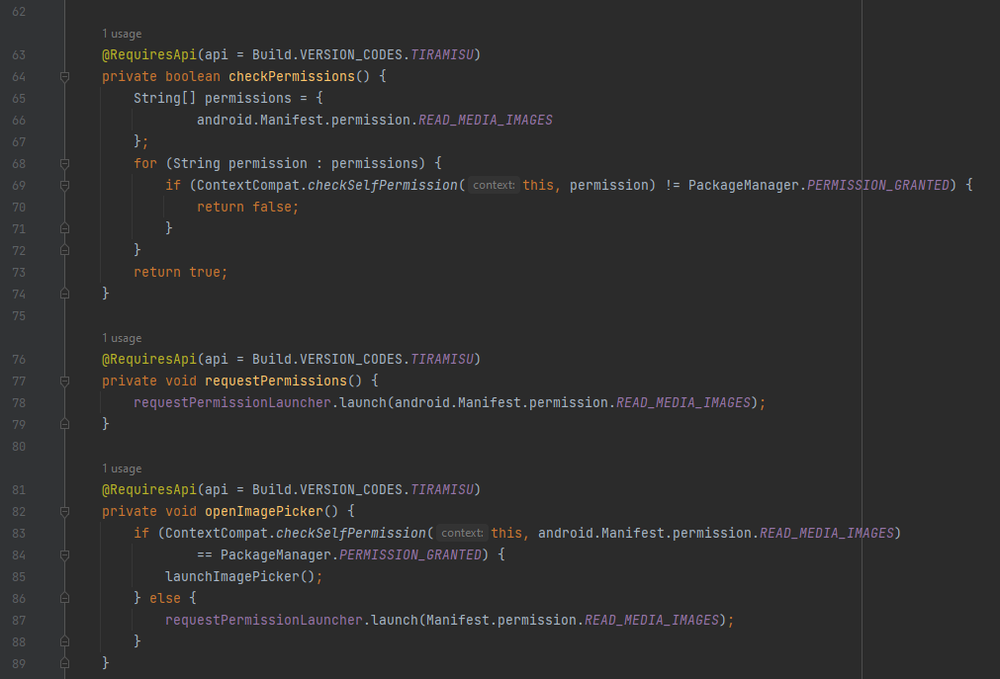 62
1 usage
63 @RequiresApi(api = Build.VERSION_CODES.TIRAMISU)
64 private boolean checkPermissions() {
65 String[] permissions = {
66 android.Manifest.permission.READ_MEDIA_IMAGES
67 };
68 for (String permission : permissions) {
69 if (ContextCompat.checkSelfPermission( context: this, permission) != PackageManager.PERMISSION_GRANTED) {
70 return false;
71 }
72 }
73 return true;
74 }
75
1 usage
76 @RequiresApi(api = Build.VERSION_CODES.TIRAMISU)
77 private void requestPermissions() {
78 requestPermissionLauncher.launch(android.Manifest.permission.READ_MEDIA_IMAGES);
79 }
80
1 usage
81 @RequiresApi(api = Build.VERSION_CODES.TIRAMISU)
82 private void openImagePicker() {
83 if (ContextCompat.checkSelfPermission( context: this, android.Manifest.permission.READ_MEDIA_IMAGES)
84 == PackageManager.PERMISSION_GRANTED) {
85 launchImagePicker();
86 } else {
87 requestPermissionLauncher.launch(Manifest.permission.READ_MEDIA_IMAGES);
88 }
89 }